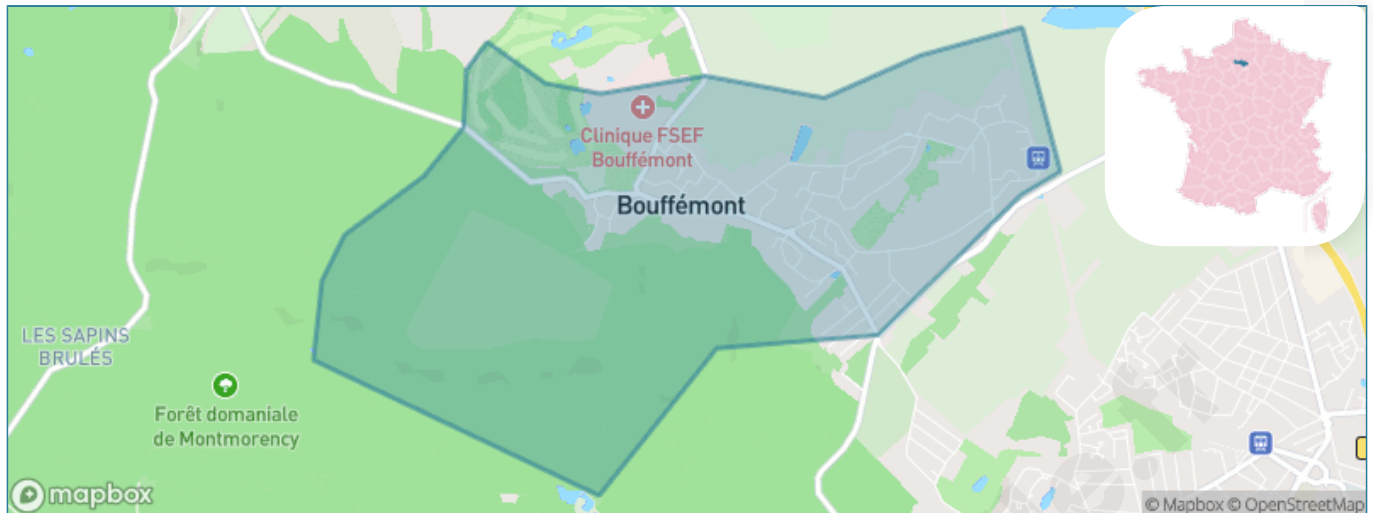 Clinique FSEF
Bouffémont
Bouffémont
LES SAPINS
BRULÉS
Forêt domaniale
de Montmorency
mapbox
© Mapbox © OpenStreetMap